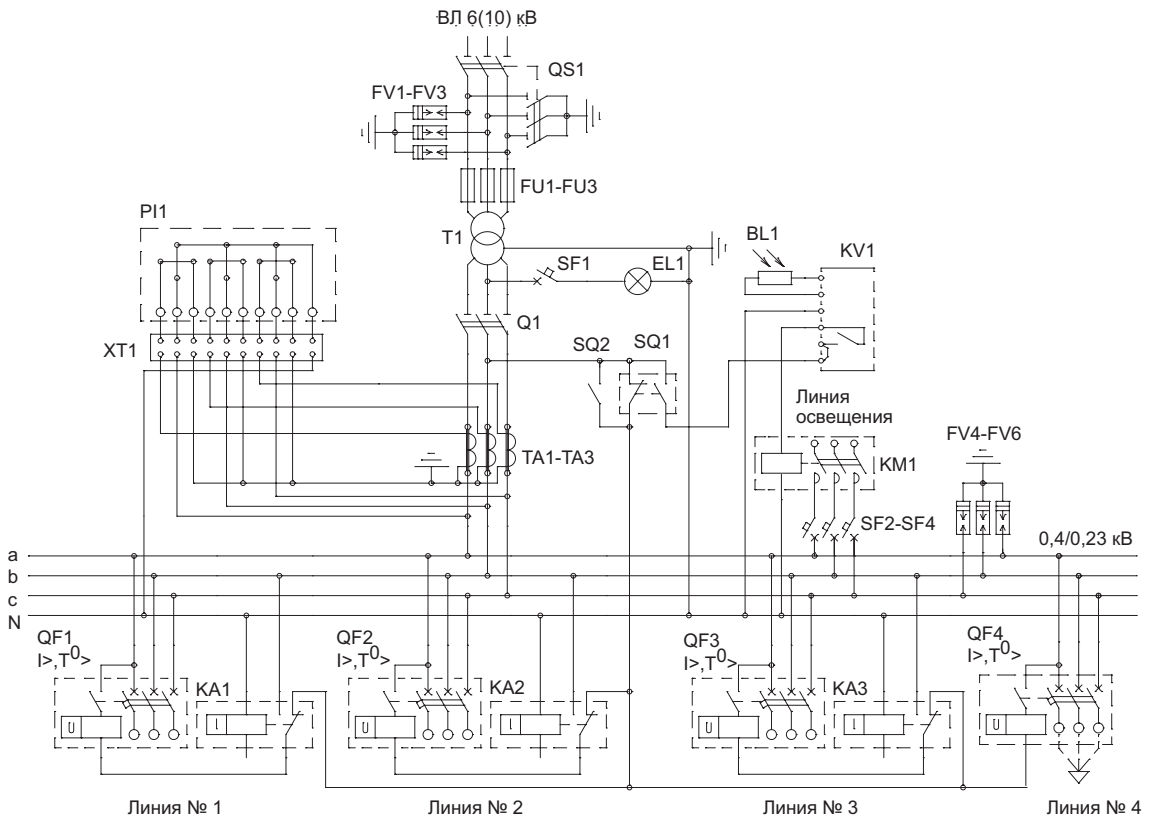 ВЛ 6(10) кВ
QS1
FV1-FV3
FU1-FU3
PI1
T1
BL1
KV1
SF1
EL1
Q1
XT1
SQ2
SQ1
Линия
освещения
FV4-FV6
TA1-TA3
KM1
SF2-SF4
0,4/0,23 кВ
a
b
c
N
QF1
I>,T⁰>
QF2
I>,T⁰>
QF3
I>,T⁰>
QF4
I>,T⁰>
KA1
KA2
KA3
U
I
U
I
U
I
U
Линия № 1
Линия № 2
Линия № 3
Линия № 4